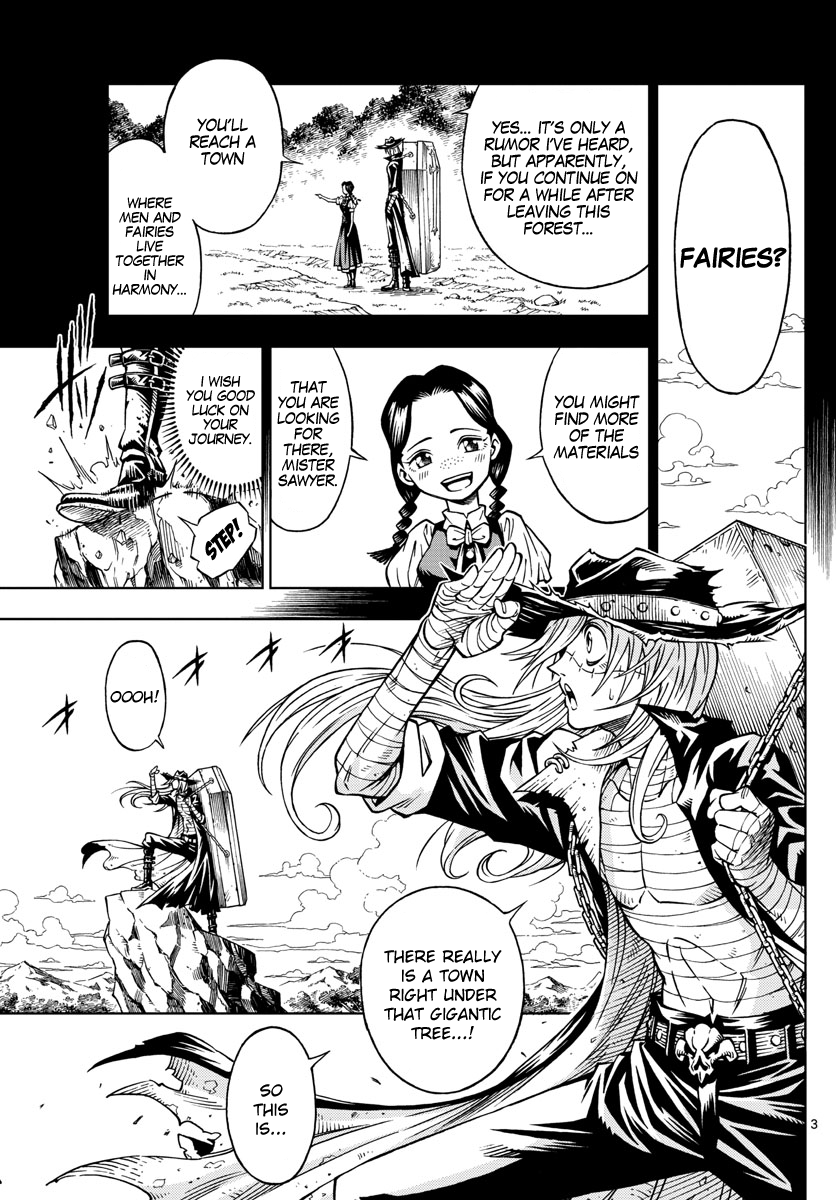 FAIRIES?
YES... IT'S ONLY A
RUMOR I'VE HEARD,
BUT APPARENTLY,
IF YOU CONTINUE ON
FOR A WHILE AFTER
LEAVING THIS
FOREST...
YOU'LL
REACH A
TOWN
WHERE
MEN AND
FAIRIES
LIVE
TOGETHER
IN
HARMONY...
YOU MIGHT
FIND MORE
OF THE
MATERIALS
THAT
YOU ARE
LOOKING
FOR
THERE,
MISTER
SAWYER.
I WISH
YOU GOOD
LUCK ON
YOUR
JOURNEY.
STEP!
OOOH!
THERE REALLY
IS A TOWN
RIGHT UNDER
THAT GIGANTIC
TREE...!
SO
THIS
IS...
3